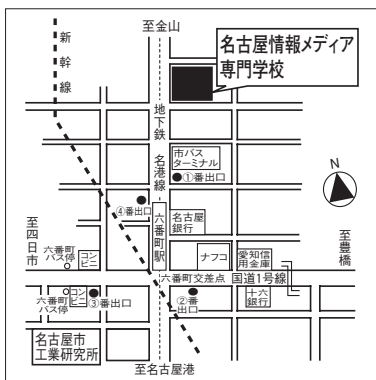 至金山
新幹線
名古屋情報メディア
専門学校
地下鉄
名港線
市バス
ターミナル
①番出口
N
④番出口
六番町駅
名古屋
銀行
至四日市
至豊橋
六番町
バス停
コンビニ
ナフコ
愛知信
用金庫
六番町交差点
国道1号線
六番町
バス停
コンビニ
③番出口
②番
出口
十六
銀行
名古屋市
工業研究所
至名古屋港